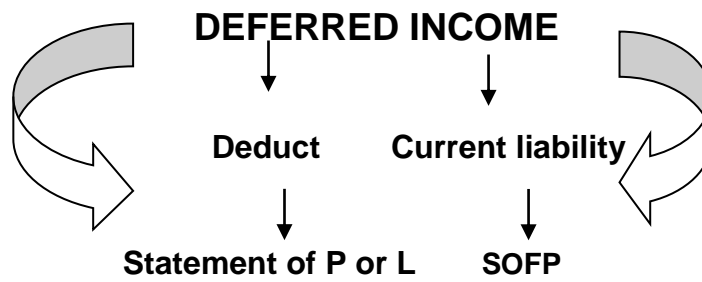 DEFERRED INCOME
Deduct Current liability
Statement of P or L SOFP